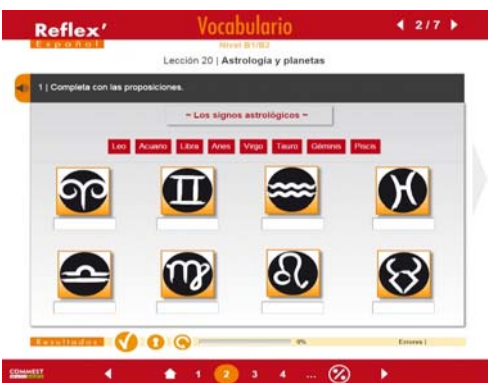 Reflex'
Español
Vocabulario
Nivel B1/B2
2/7
Lección 20 | Astrología y planetas
1 | Completa con las proposiciones.
~ Los signos astrológicos ~
Leo Acuario Libra Aries Virgo Tauro Géminis Piscis
Resultados
0%
Errores |
COMMEST
1 2 3 4 ...